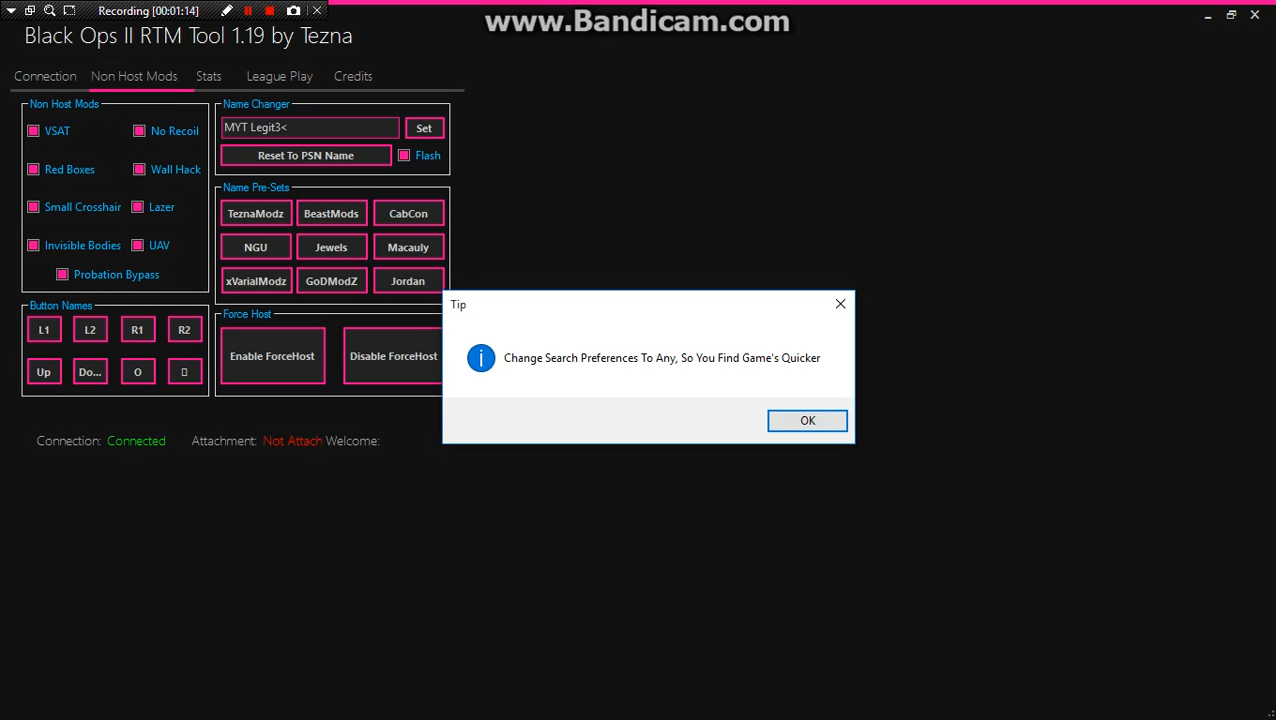 Recording [00:01:14]
www.Bandicam.com
Black Ops II RTM Tool 1.19 by Tezna
Connection Non Host Mods Stats League Play Credits
Non Host Mods
VSAT No Recoil
Red Boxes Wall Hack
Small Crosshair Lazer
Invisible Bodies UAV
Probation Bypass
Button Names
L1 L2 R1 R2
Up Do... O
Name Changer
MYT Legit3< Set
Reset To PSN Name Flash
Name Pre-Sets
TeznaModz BeastMods CabCon
NGU Jewels Macauly
xVarialModz GoDModZ Jordan
Force Host
Enable ForceHost Disable ForceHost
Tip
Change Search Preferences To Any, So You Find Game's Quicker
OK
Connection: Connected Attachment: Not Attach Welcome: